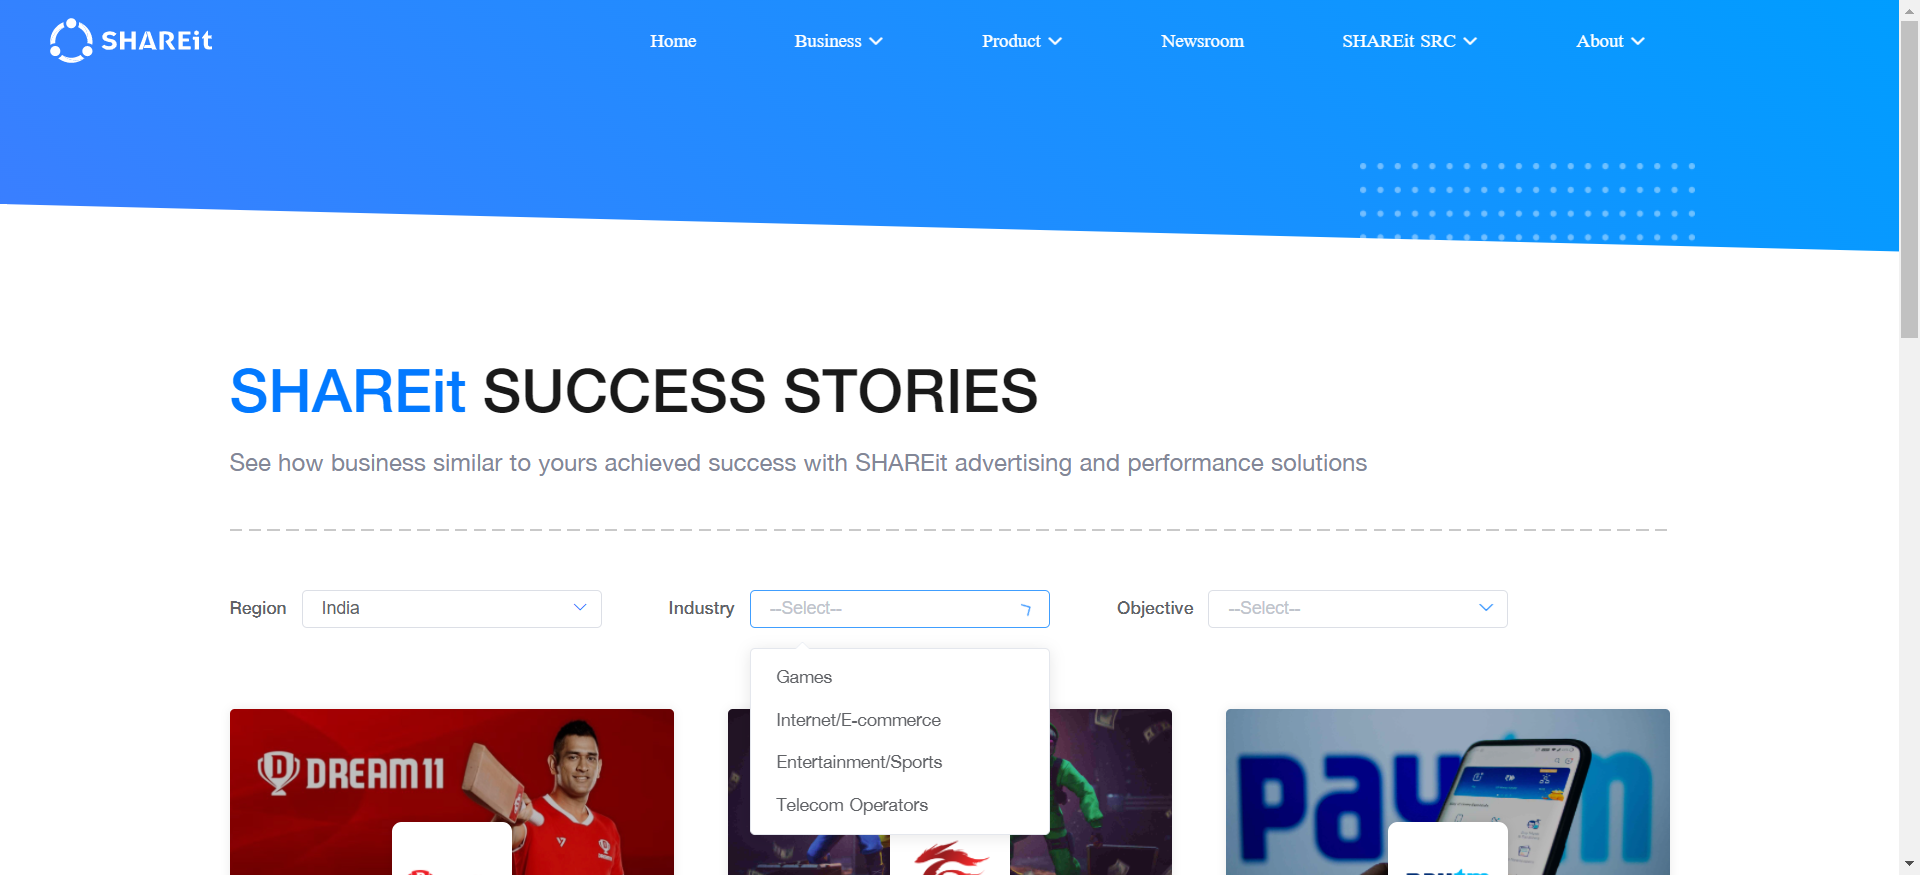 SHAREit
Home
Business
Product
Newsroom
SHAREit SRC
About
SHAREit SUCCESS STORIES
See how business similar to yours achieved success with SHAREit advertising and performance solutions
Region
India
Industry
--Select--
Objective
--Select--
Games
Internet/E-commerce
Entertainment/Sports
Telecom Operators
DREAM11